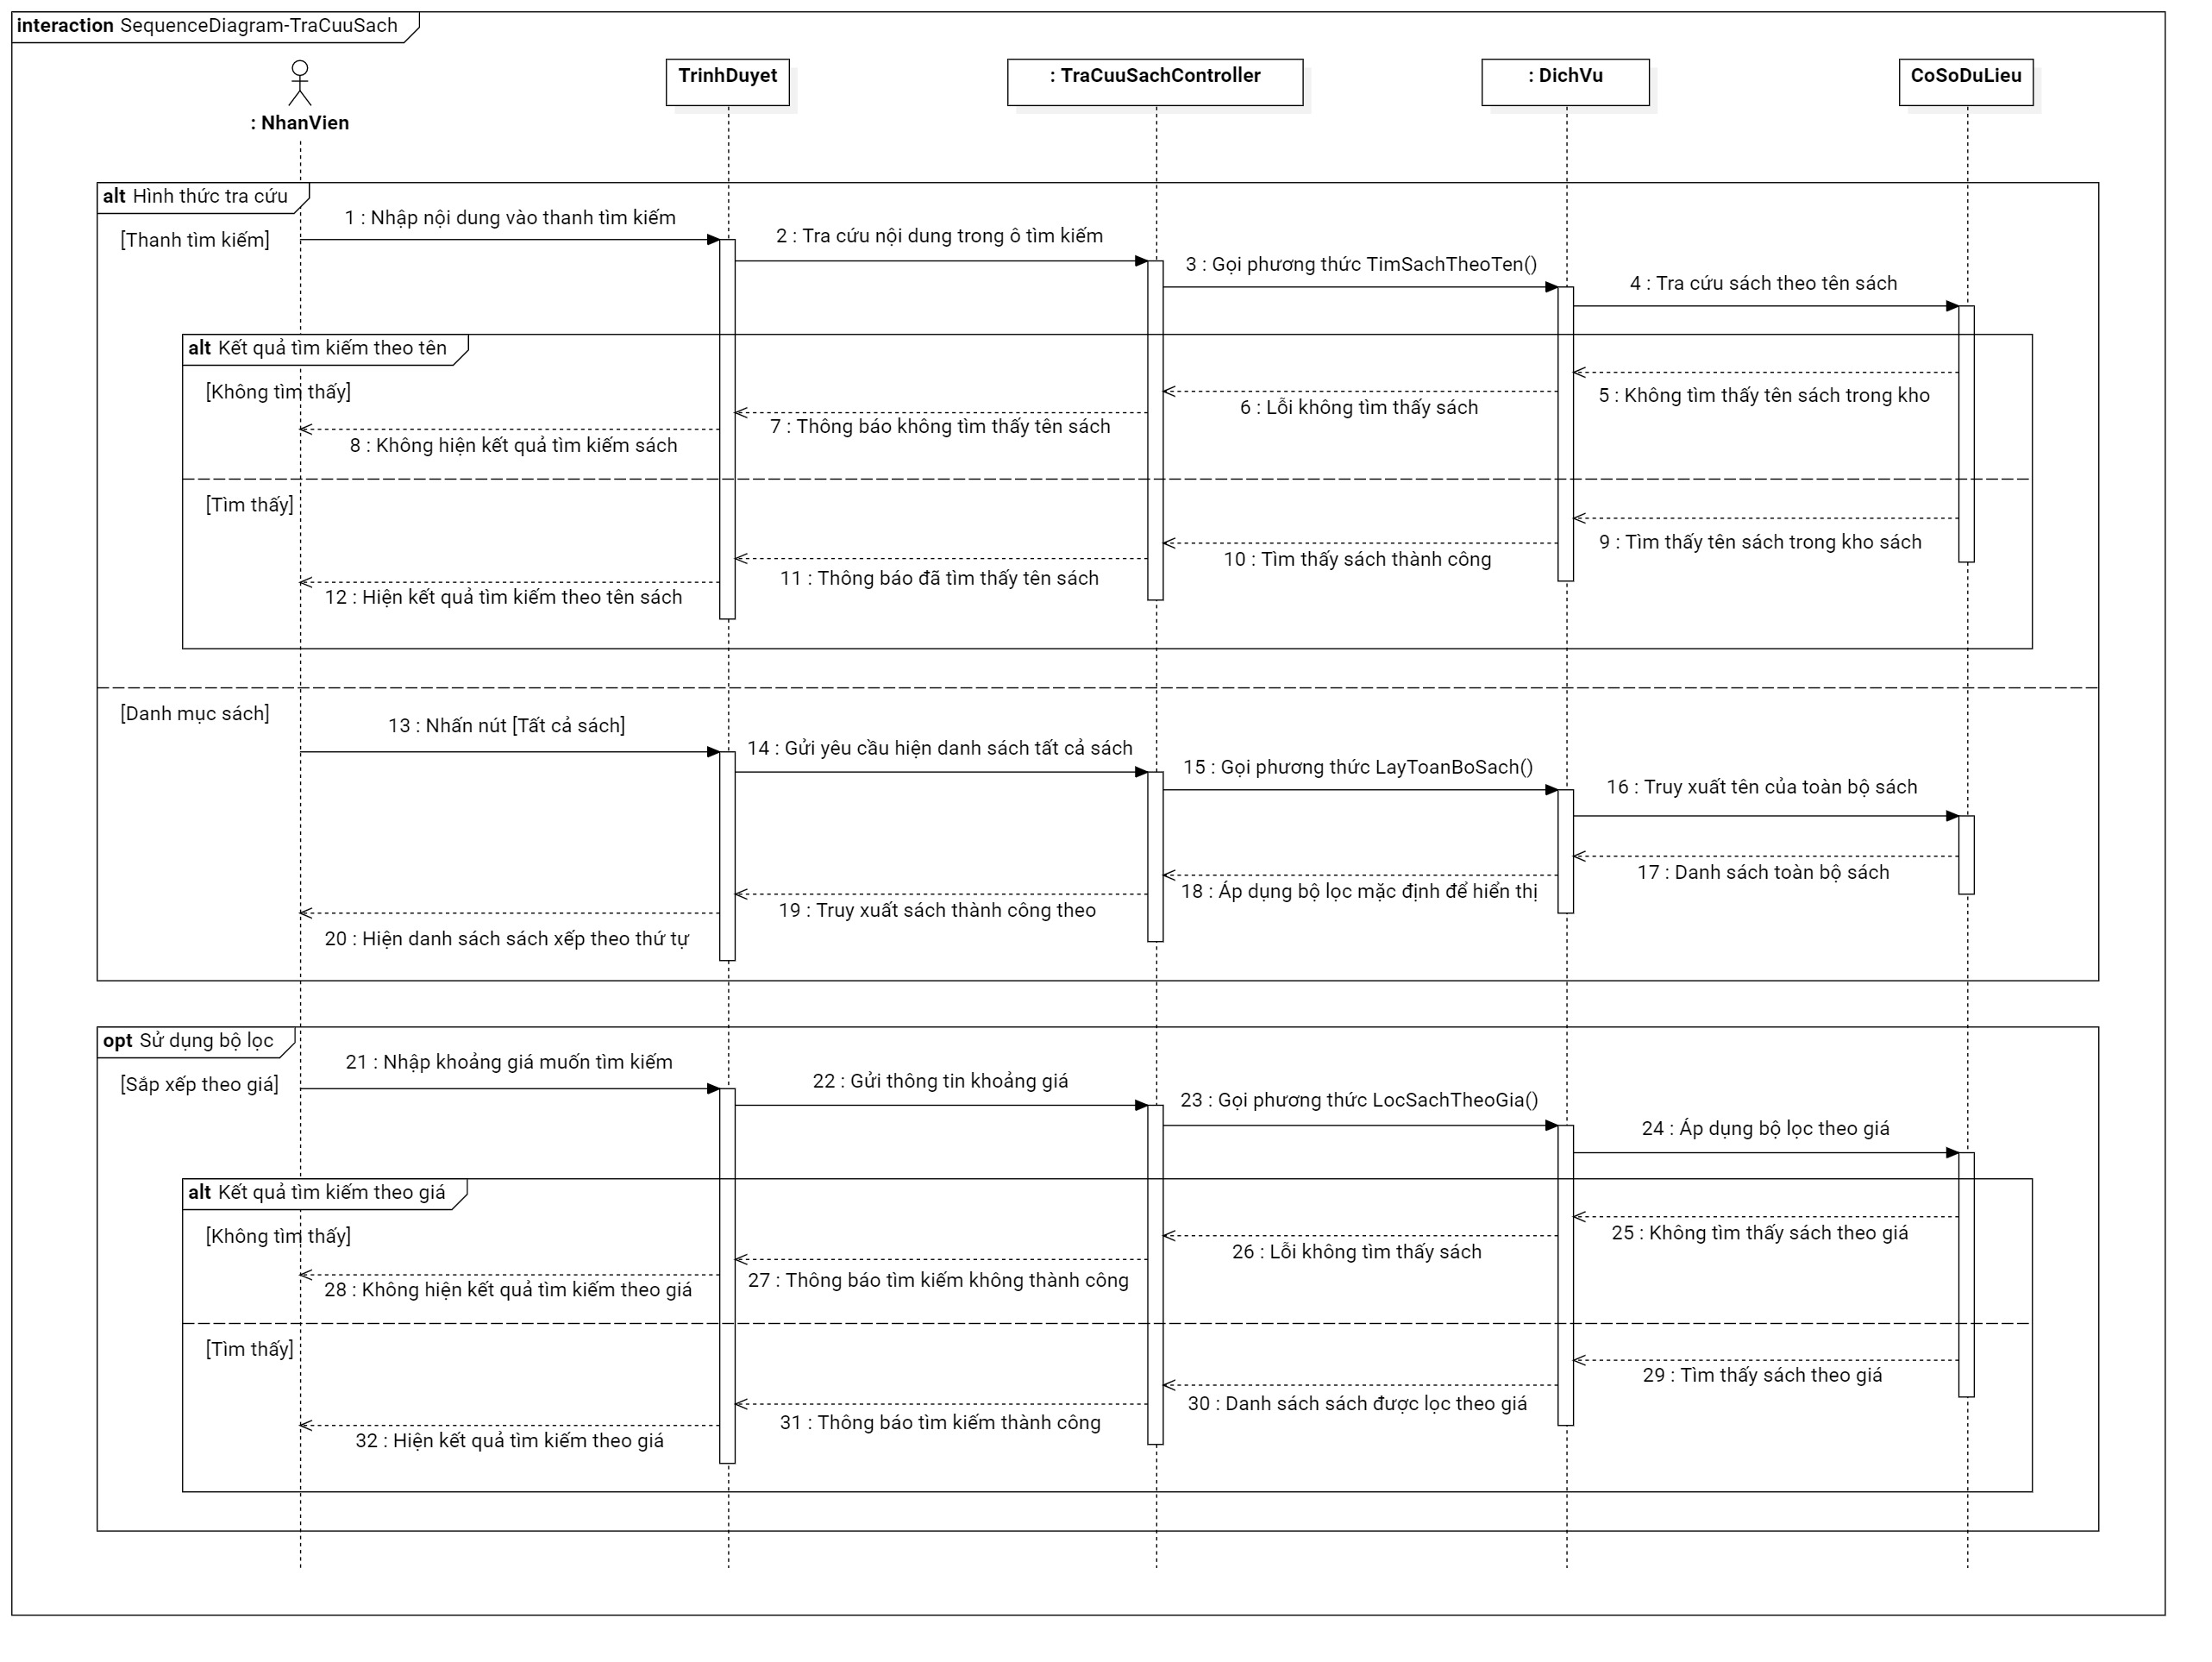 interaction SequenceDiagram-TraCuuSach
: NhanVien
TrinhDuyet
: TraCuuSachController
: DichVu
CoSoDuLieu
alt Hình thức tra cứu
[Thanh tìm kiếm]
1 : Nhập nội dung vào thanh tìm kiếm
2 : Tra cứu nội dung trong ô tìm kiếm
3 : Gọi phương thức TimSachTheoTen()
4 : Tra cứu sách theo tên sách
alt Kết quả tìm kiếm theo tên
[Không tìm thấy]
5 : Không tìm thấy tên sách trong kho
6 : Lỗi không tìm thấy sách
7 : Thông báo không tìm thấy tên sách
8 : Không hiện kết quả tìm kiếm sách
[Tìm thấy]
9 : Tìm thấy tên sách trong kho sách
10 : Tìm thấy sách thành công
11 : Thông báo đã tìm thấy tên sách
12 : Hiện kết quả tìm kiếm theo tên sách
[Danh mục sách]
13 : Nhấn nút [Tất cả sách]
14 : Gửi yêu cầu hiện danh sách tất cả sách
15 : Gọi phương thức LayToanBoSach()
16 : Truy xuất tên của toàn bộ sách
17 : Danh sách toàn bộ sách
18 : Áp dụng bộ lọc mặc định để hiển thị
19 : Truy xuất sách thành công theo
20 : Hiện danh sách sách xếp theo thứ tự
opt Sử dụng bộ lọc
[Sắp xếp theo giá]
21 : Nhập khoảng giá muốn tìm kiếm
22 : Gửi thông tin khoảng giá
23 : Gọi phương thức LocSachTheoGia()
24 : Áp dụng bộ lọc theo giá
alt Kết quả tìm kiếm theo giá
[Không tìm thấy]
25 : Không tìm thấy sách theo giá
26 : Lỗi không tìm thấy sách
27 : Thông báo tìm kiếm không thành công
28 : Không hiện kết quả tìm kiếm theo giá
[Tìm thấy]
29 : Tìm thấy sách theo giá
30 : Danh sách sách được lọc theo giá
31 : Thông báo tìm kiếm thành công
32 : Hiện kết quả tìm kiếm theo giá